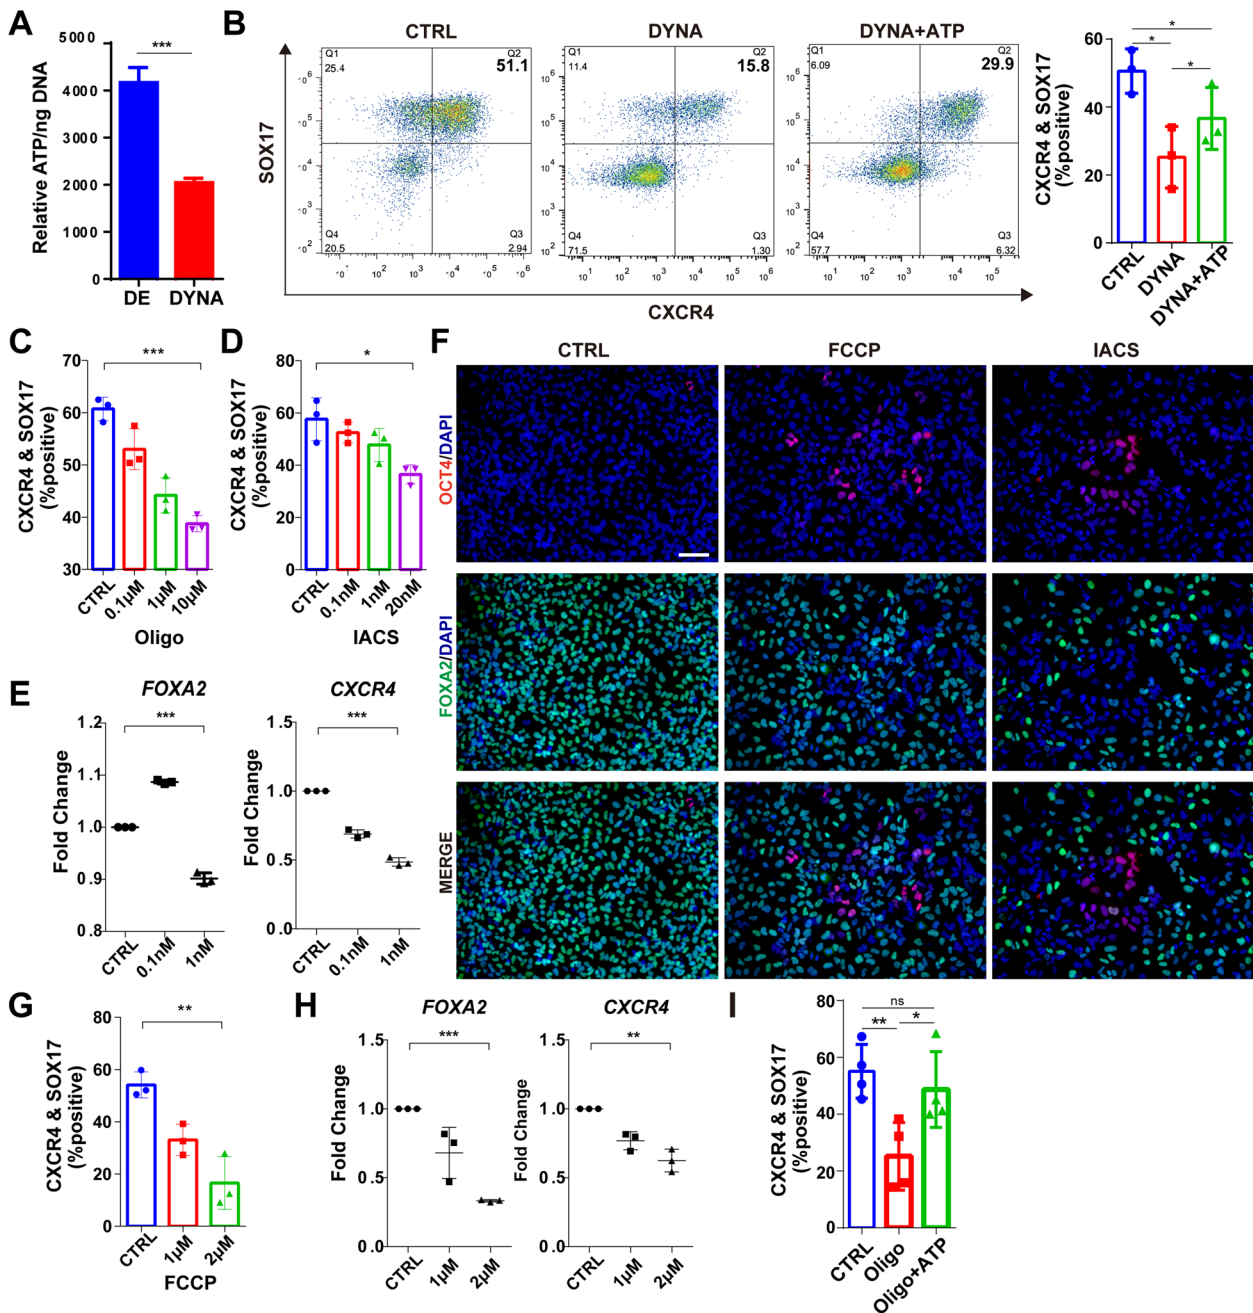 A
Relative ATP/ng DNA
5000
4000
3000
2000
1000
0
***
DE
DYNA
B
CTRL
DYNA
DYNA+ATP
SOX17
CXCR4
Q1
25.4
Q2
51.1
Q4
20.5
Q3
2.94
Q1
11.4
Q2
15.8
Q4
71.5
Q3
1.30
Q1
6.09
Q2
29.9
Q4
57.7
Q3
6.32
CXCR4 & SOX17
(%positive)
60
40
20
0
*
*
*
CTRL
DYNA
DYNA+ATP
C
CXCR4 & SOX17
(%positive)
70
60
50
40
30
***
CTRL
0.1μM
1μM
10μM
Oligo
D
CXCR4 & SOX17
(%positive)
80
60
40
20
0
*
CTRL
0.1nM
1nM
20nM
IACS
E
FOXA2
Fold Change
1.2
1.1
1.0
0.9
0.8
***
CTRL
0.1nM
1nM
CXCR4
Fold Change
1.5
1.0
0.5
0.0
***
CTRL
0.1nM
1nM
F
CTRL
FCCP
IACS
OCT4/DAPI
FOXA2/DAPI
MERGE
G
CXCR4 & SOX17
(%positive)
80
60
40
20
0
**
CTRL
1μM
2μM
FCCP
H
FOXA2
Fold Change
1.5
1.0
0.5
0.0
***
CTRL
1μM
2μM
CXCR4
Fold Change
1.5
1.0
0.5
0.0
**
CTRL
1μM
2μM
I
CXCR4 & SOX17
(%positive)
80
60
40
20
0
ns
**
*
CTRL
Oligo
Oligo+ATP